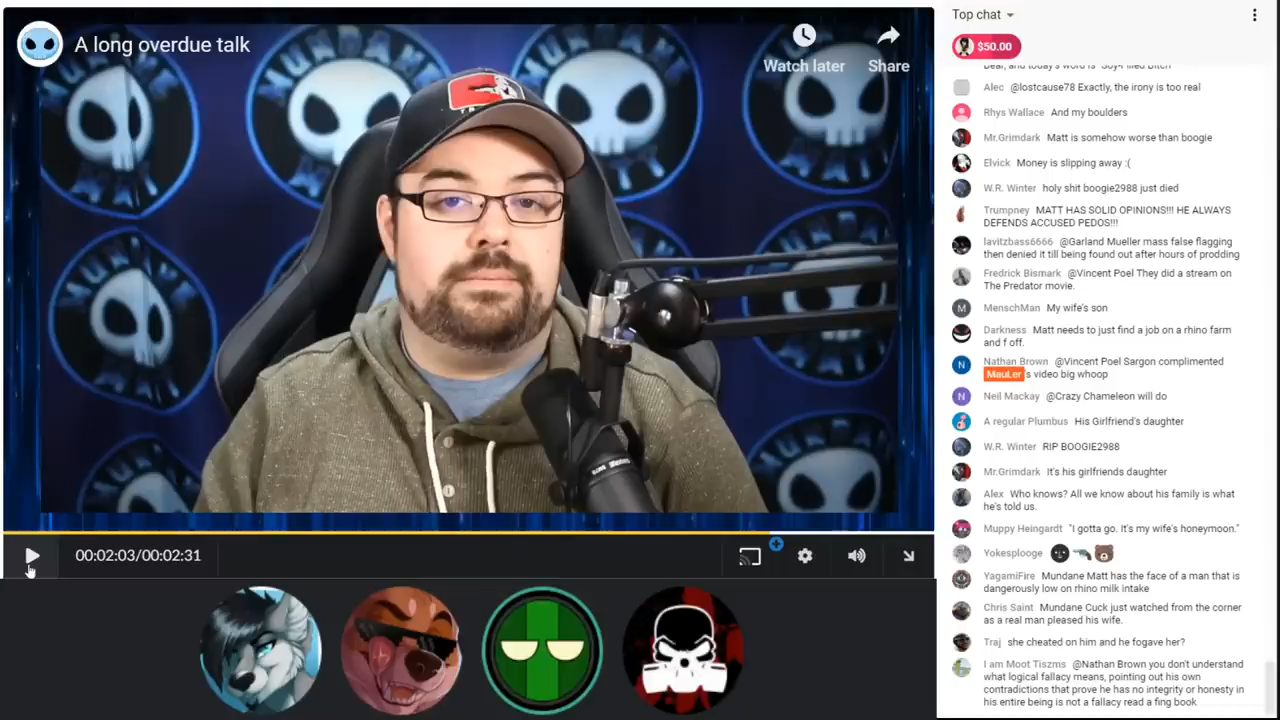 A long overdue talk
Watch later
Share
MUNDANE
MATT
00:02:03/00:02:31
Top chat
$50.00
Alec @lostcause78 Exactly, the irony is too real
Rhys Wallace And my boulders
Mr.Grimdark Matt is somehow worse than boogie
Elvick Money is slipping away :(
W.R. Winter holy shit boogie2988 just died
Trumpney MATT HAS SOLID OPINIONS!!! HE ALWAYS
DEFENDS ACCUSED PEDOS!!!
lavitzbass6666 @Garland Mueller mass false flagging
then denied it till being found out after hours of prodding
Fredrick Bismark @Vincent Poel They did a stream on
The Predator movie.
M
MenschMan My wife's son
Darkness Matt needs to just find a job on a rhino farm
and f off.
N
Nathan Brown @Vincent Poel Sargon complimented
MauLer's video big whoop
N
Neil Mackay @Crazy Chameleon will do
A regular Plumbus His Girlfriend's daughter
W.R. Winter RIP BOOGIE2988
Mr.Grimdark It's his girlfriends daughter
Alex Who knows? All we know about his family is what
he's told us.
Muppy Heingardt "I gotta go. It's my wife's honeymoon."
Yokesplooge
YagamiFire Mundane Matt has the face of a man that is
dangerously low on rhino milk intake
Chris Saint Mundane Cuck just watched from the corner
as a real man pleased his wife.
Traj she cheated on him and he fogave her?
I am Moot Tiszms @Nathan Brown you don't understand
what logical fallacy means, pointing out his own
contradictions that prove he has no integrity or honesty in
his entire being is not a fallacy read a fing book